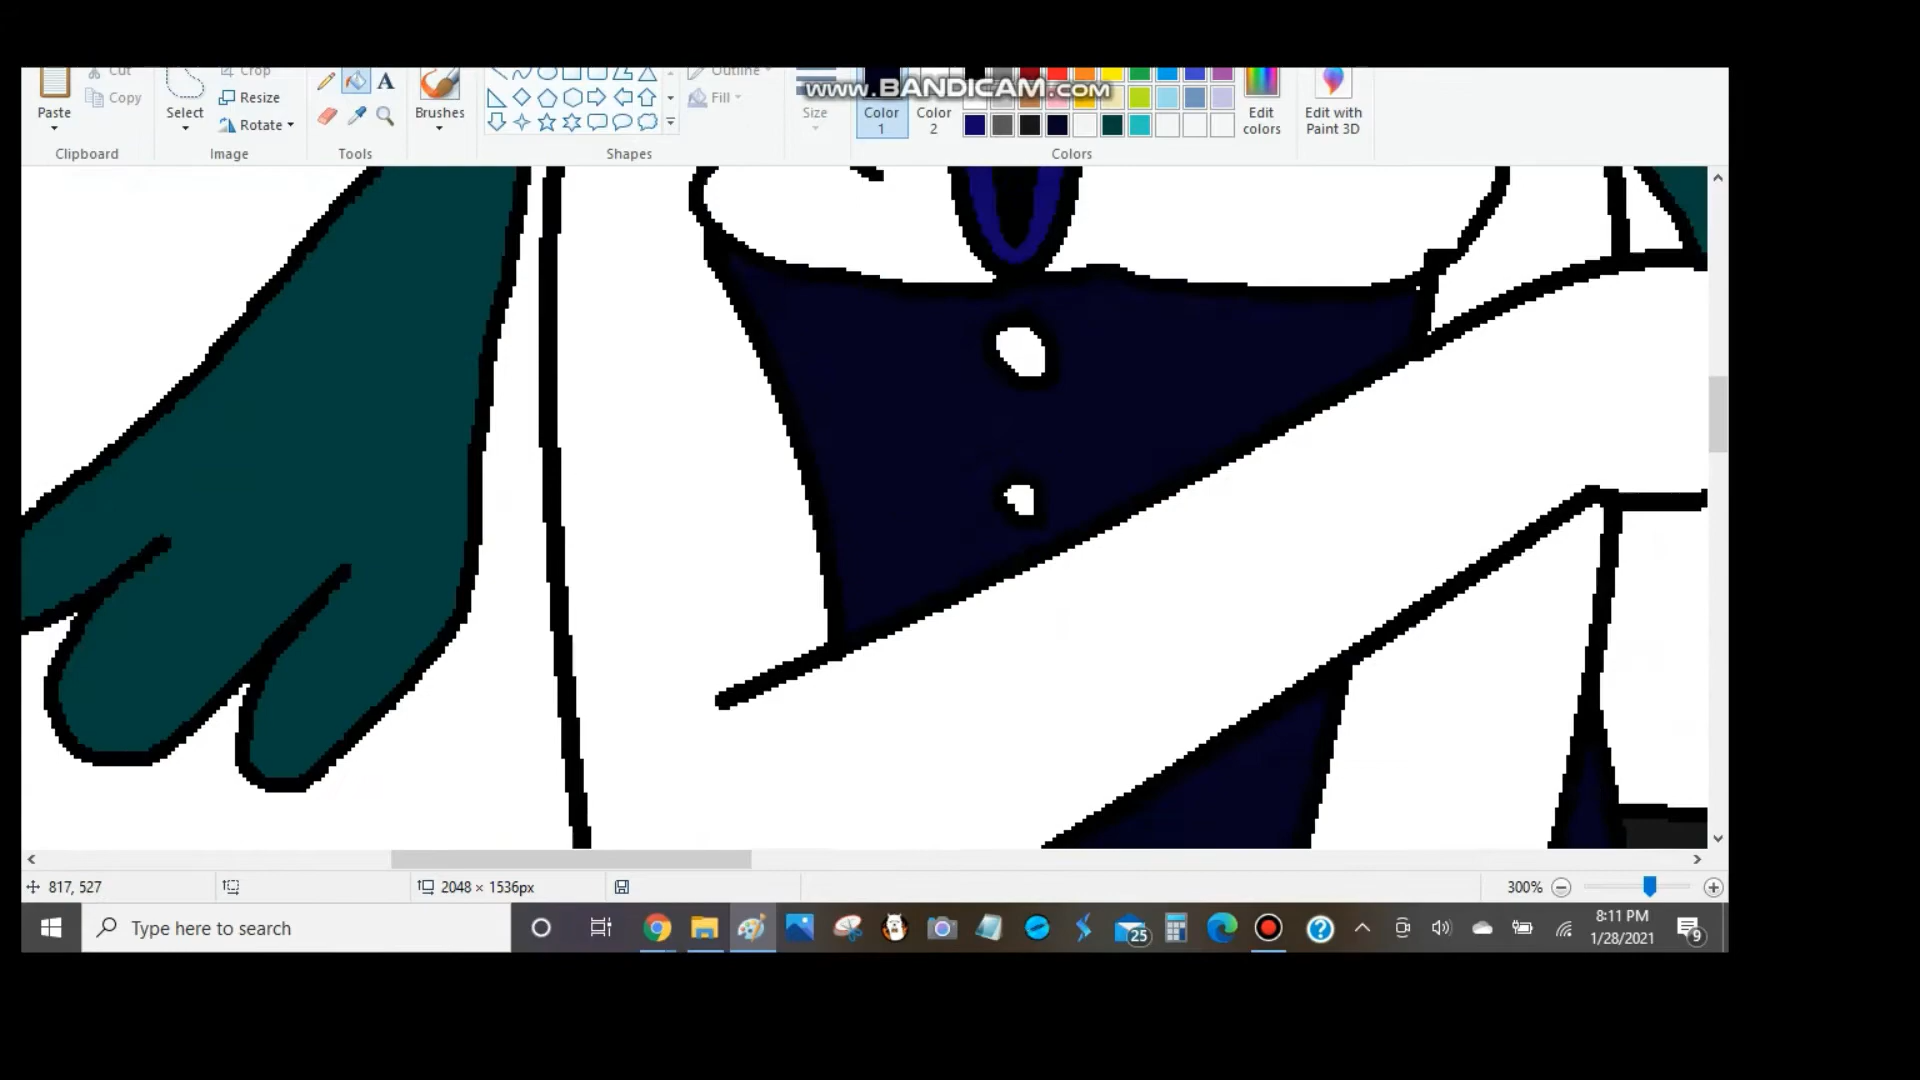 www.BANDICAM.com
Cut
Crop
Outline
Copy
Resize
Fill
Paste
Select
Rotate
A
Brushes
Size
Color
1
Color
2
Edit
colors
Edit with
Paint 3D
Clipboard
Image
Tools
Shapes
Colors
817, 527
2048 × 1536px
300%
Type here to search
25
8:11 PM
1/28/2021
9